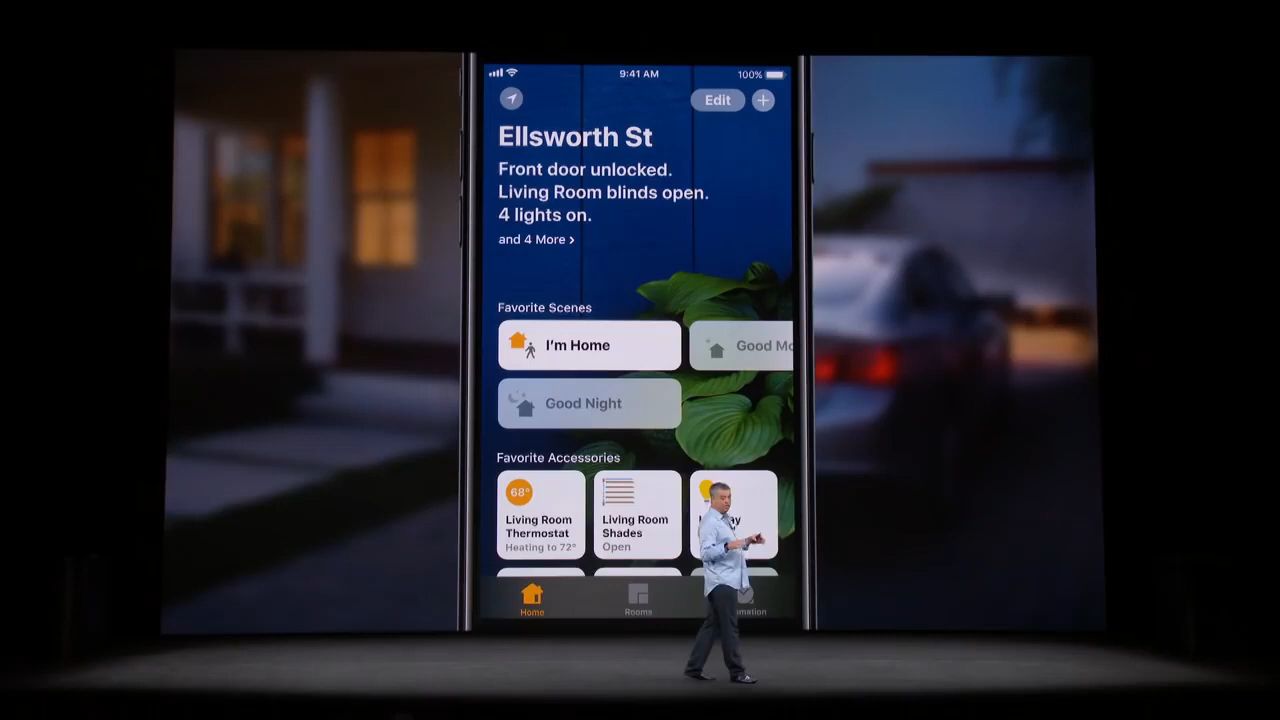 9:41 AM
100%
Edit
Ellsworth St
Front door unlocked.
Living Room blinds open.
4 lights on.
and 4 More >
Favorite Scenes
I'm Home
Good Mo
Good Night
Favorite Accessories
68°
Living Room
Thermostat
Heating to 72°
Living Room
Shades
Open
Home
Rooms